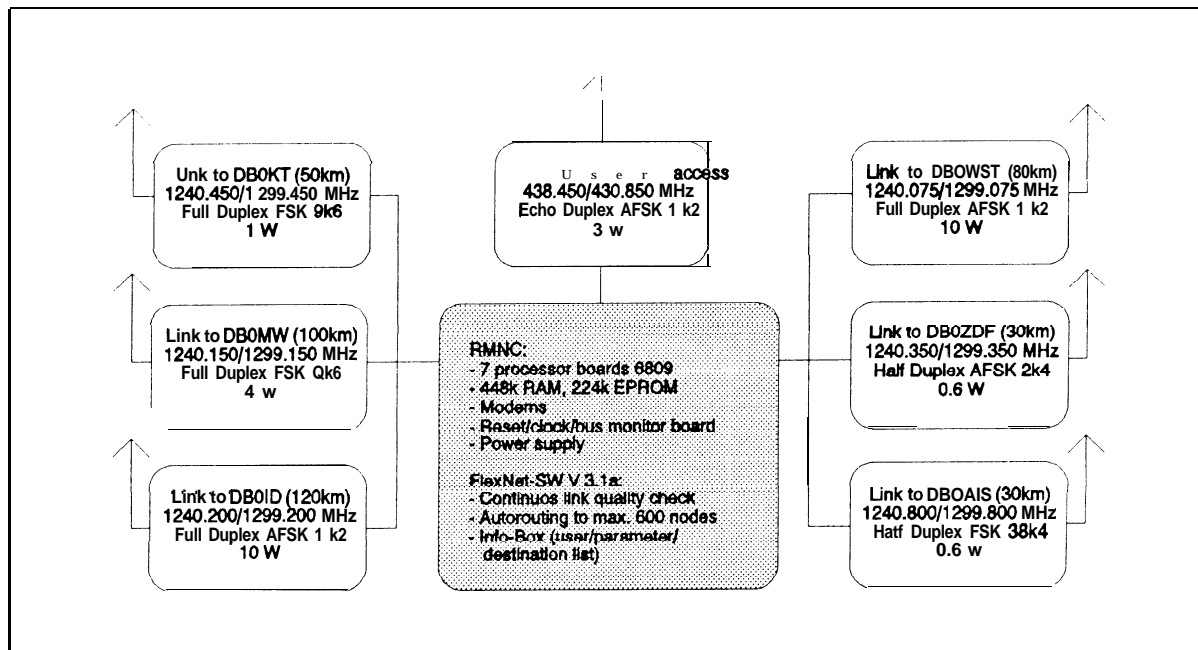 Unk to DB0KT (50km)
1240.450/1 299.450 MHz
Full Duplex FSK 9k6
1 W
Link to DB0MW (100km)
1240.150/1299.150 MHz
Full Duplex FSK Qk6
4 w
Link to DB0ID (120km)
1240.200/1299.200 MHz
Full Duplex AFSK 1 k2
10 W
User access
438.450/430.850 MHz
Echo Duplex AFSK 1 k2
3 w
RMNC:
- 7 processor boards 6809
- 448k RAM, 224k EPROM
- Modems
- Reset/clock/bus monitor board
- Power supply
FlexNet-SW V 3.1a:
- Continuos link quality check
- Autorouting to max. 600 nodes
- Info-Box (user/parameter/
destination list)
Link to DBOWST (80km)
1240.075/1299.075 MHz
Full Duplex AFSK 1 k2
10 W
Link to DB0ZDF (30km)
1240.350/1299.350 MHz
Half Duplex AFSK 2k4
0.6 W
Link to DBOAIS (30km)
1240.800/1299.800 MHz
Hatf Duplex FSK 38k4
0.6 w